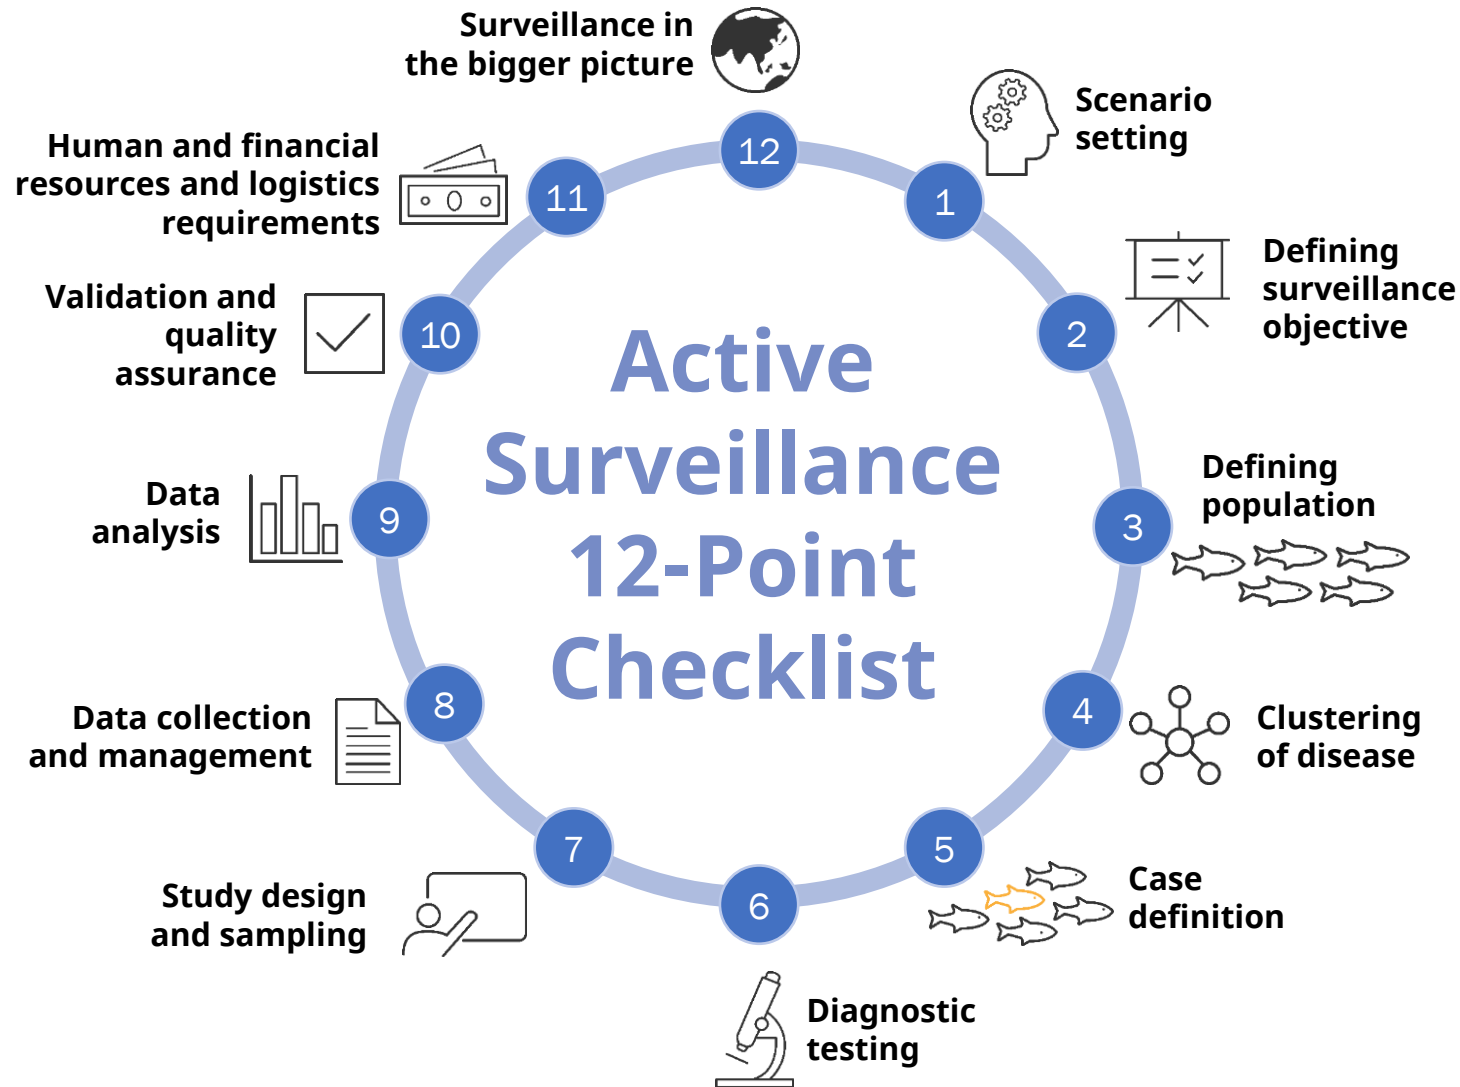 Surveillance in
the bigger picture
12
Scenario
setting
1
Defining
surveillance
objective
2
Defining
population
3
Clustering
of disease
4
Case
definition
5
Diagnostic
testing
6
Study design
and sampling
7
Data collection
and management
8
Data
analysis
9
Validation and
quality
assurance
10
Human and financial
resources and logistics
requirements
11
Active
Surveillance
12-Point
Checklist